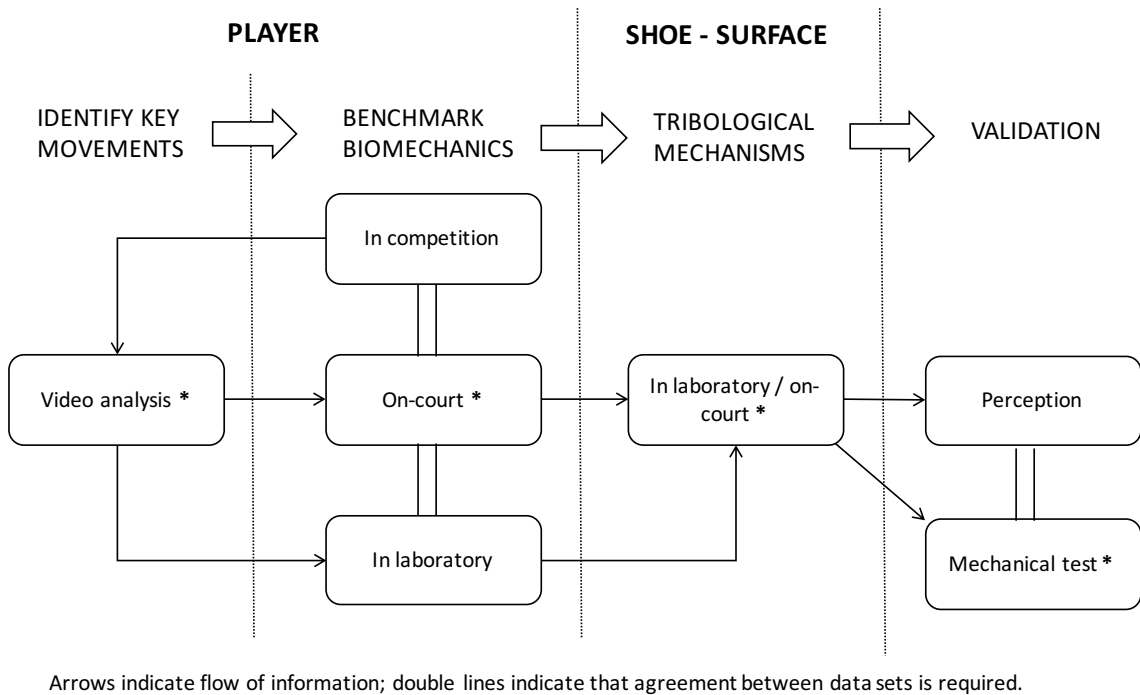 PLAYER
SHOE - SURFACE
IDENTIFY KEY
MOVEMENTS
BENCHMARK
BIOMECHANICS
TRIBOLOGICAL
MECHANISMS
VALIDATION
In competition
Video analysis *
On-court *
In laboratory / on-
court *
Perception
In laboratory
Mechanical test *
Arrows indicate flow of information; double lines indicate that agreement between data sets is required.